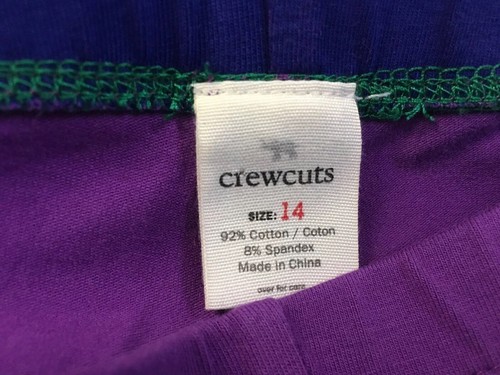 crewcuts
SIZE: 14
92% Cotton / Coton
8% Spandex
Made in China
over for care